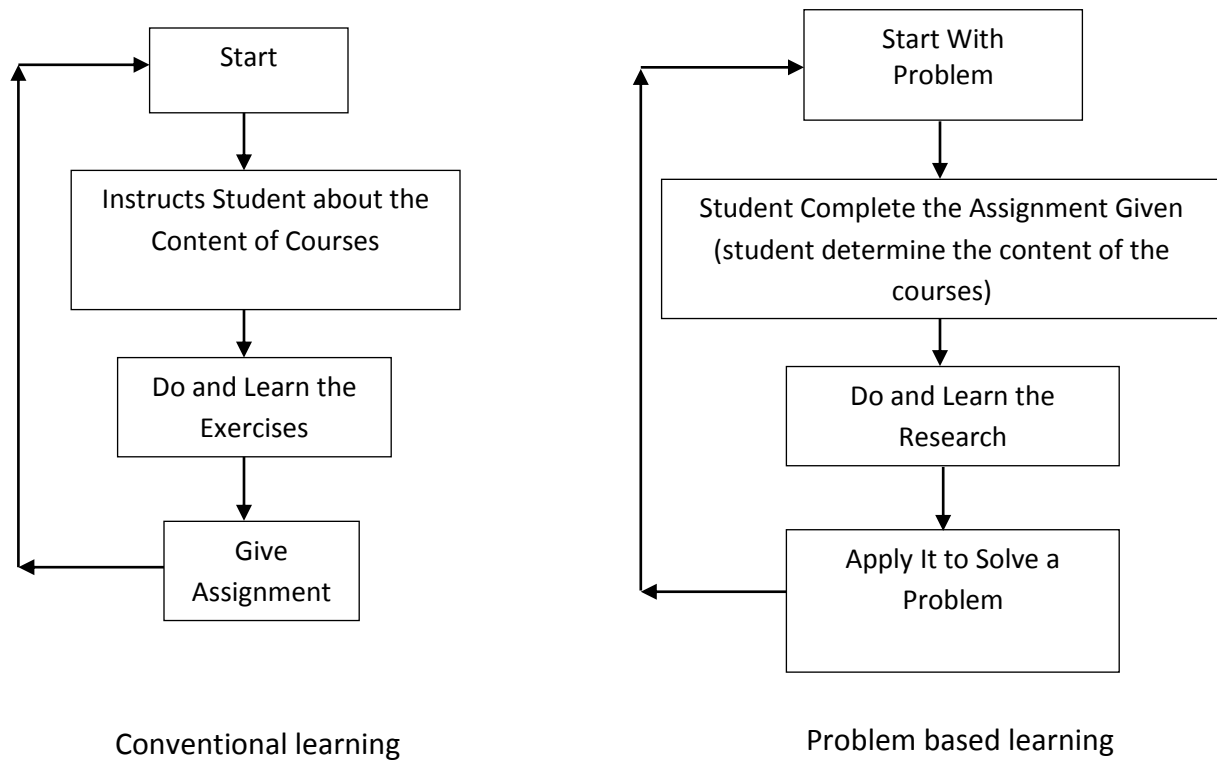 Start
Instructs Student about the
Content of Courses
Do and Learn the
Exercises
Give
Assignment
Conventional learning
Start With
Problem
Student Complete the Assignment Given
(student determine the content of the
courses)
Do and Learn the
Research
Apply It to Solve a
Problem
Problem based learning